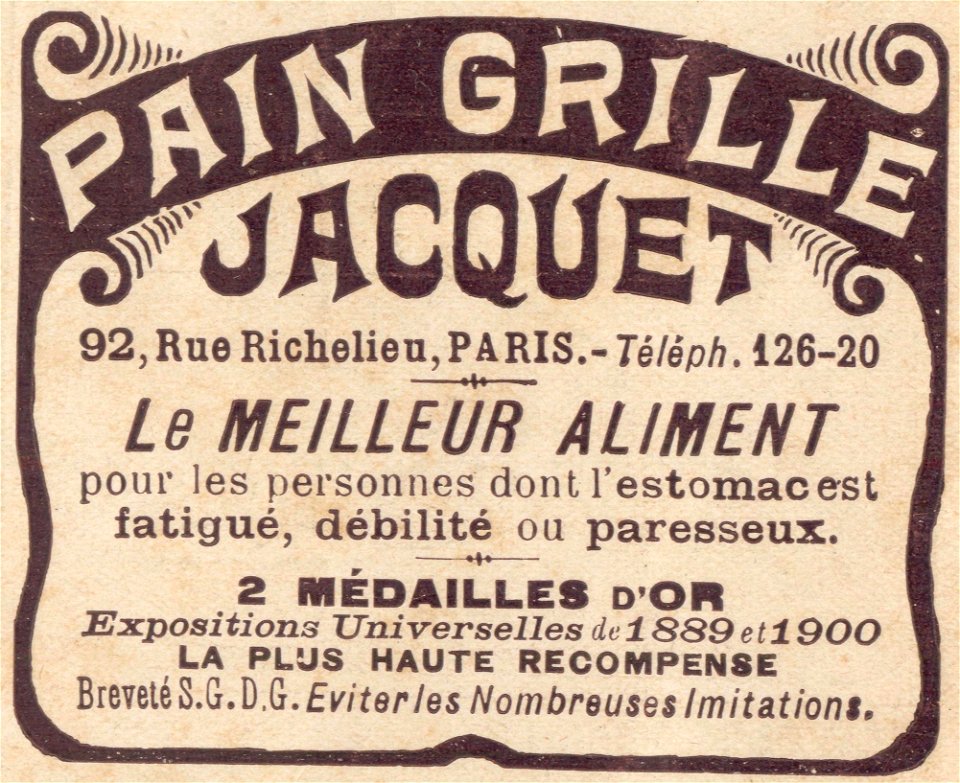 PAIN GRILLE
JACQUET
92, Rue Richelieu, PARIS. - Téléph. 126-20
Le MEILLEUR ALIMENT
pour les personnes dont l'estomac est
fatigué, débilité ou paresseux.
2 MÉDAILLES D'OR
Expositions Universelles de 1889 et 1900
LA PLUS HAUTE RECOMPENSE
Breveté S.G.D.G. Eviter les Nombreuses Imitations.